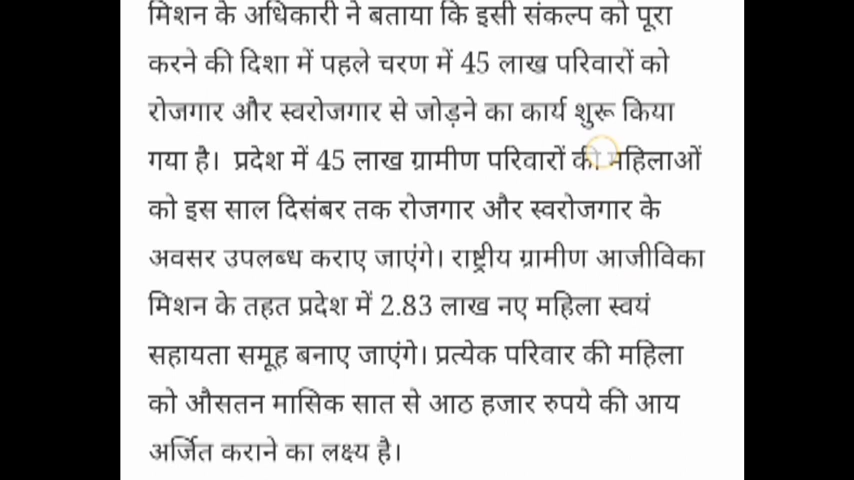 मिशन के अधिकारी ने बताया कि इसी संकल्प को पूरा
करने की दिशा में पहले चरण में 45 लाख परिवारों को
रोजगार और स्वरोजगार से जोड़ने का कार्य शुरू किया
गया है। प्रदेश में 45 लाख ग्रामीण परिवारों की महिलाओं
को इस साल दिसंबर तक रोजगार और स्वरोजगार के
अवसर उपलब्ध कराए जाएंगे। राष्ट्रीय ग्रामीण आजीविका
मिशन के तहत प्रदेश में 2.83 लाख नए महिला स्वयं
सहायता समूह बनाए जाएंगे। प्रत्येक परिवार की महिला
को औसतन मासिक सात से आठ हजार रुपये की आय
अर्जित कराने का लक्ष्य है।